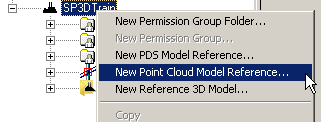 SP3DTrain
New Permission Group Folder...
New Permission Group...
New PDS Model Reference...
New Point Cloud Model Reference...
New Reference 3D Model...
Copy